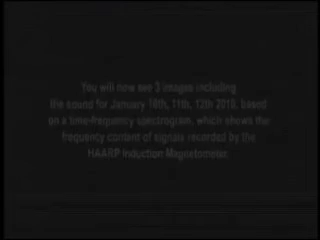 You will now see 3 images including
the sound for January 10th, 11th, 12th 2010, based
on a time-frequency spectrogram, which shows the
frequency content of signals recorded by the
HAARP Induction Magnetometer.